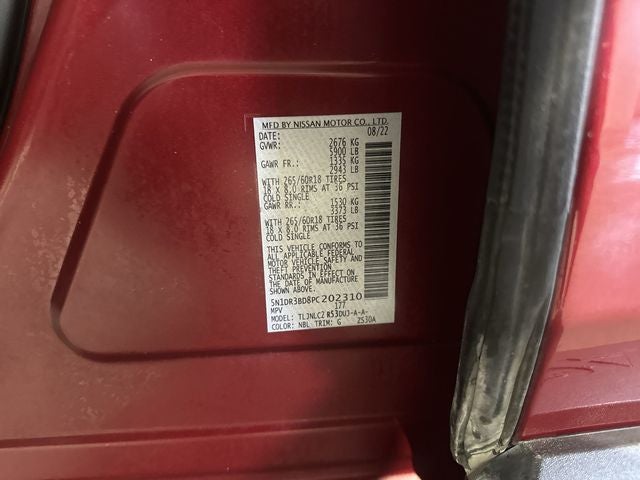 MFD BY NISSAN MOTOR CO., LTD.
DATE: 08/22
GVWR: 2676 KG
5900 LB
GAWR FR.: 1335 KG
2943 LB
WITH 265/60R18 TIRES
18 X 8.0 RIMS AT 36 PSI
COLD SINGLE
GAWR RR.: 1530 KG
3373 LB
WITH 265/60R18 TIRES
18 X 8.0 RIMS AT 36 PSI
COLD SINGLE
THIS VEHICLE CONFORMS TO
ALL APPLICABLE FEDERAL
MOTOR VEHICLE SAFETY AND
THEFT PREVENTION
STANDARDS IN EFFECT ON
THE DATE OF MANUFACTURE
SHOWN ABOVE.
5N1DR3BD8PC202310
MPV 177
MODEL: TLJNLC2 R53DUJ-A-A-
COLOR: NBL TRIM: G ZS30A